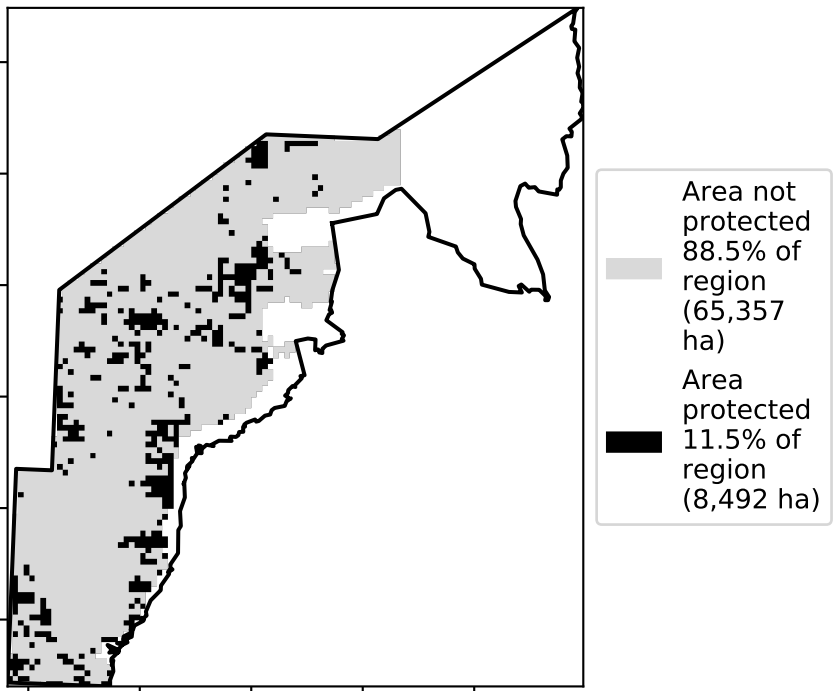 Area not
protected
88.5% of
region
(65,357
ha)
Area
protected
11.5% of
region
(8,492 ha)